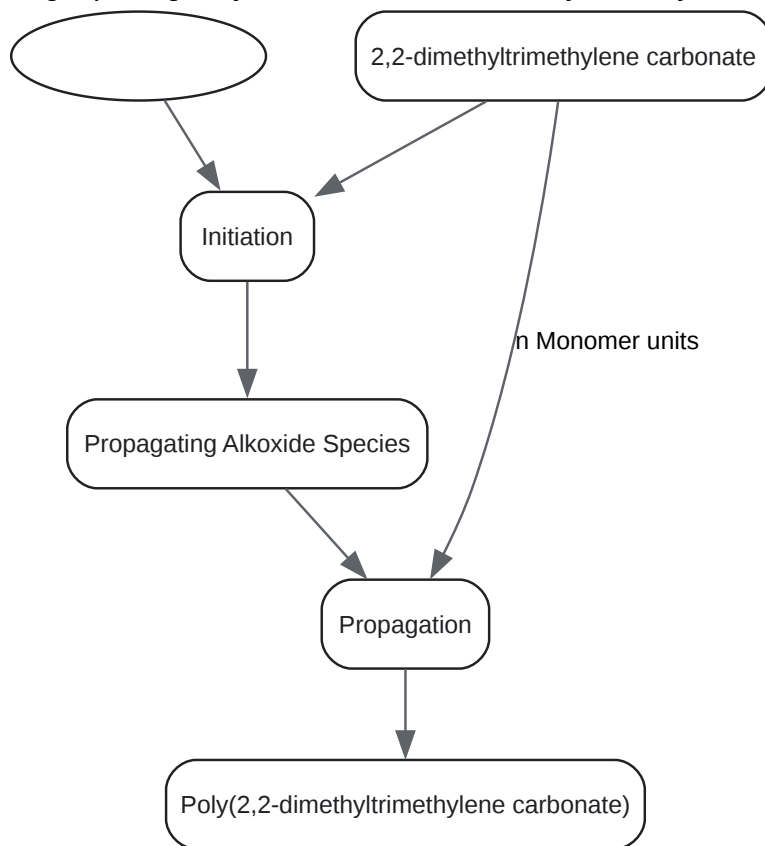 2,2-dimethyltrimethylene carbonate
Initiation
n Monomer units
Propagating Alkoxide Species
Propagation
Poly(2,2-dimethyltrimethylene carbonate)